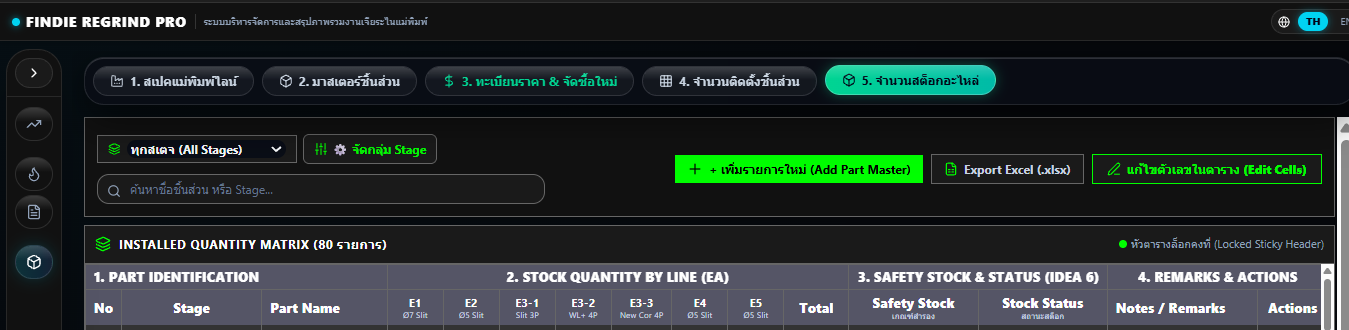 FINDIE REGRIND PRO
ระบบบริหารจัดการและสรุปภาพรวมงานเจียระไนแม่พิมพ์
TH
EN
1. สเปคแม่พิมพ์ไลน์
2. มาสเตอร์ชิ้นส่วน
$ 3. ทะเบียนราคา & จัดซื้อใหม่
4. จำนวนติดตั้งชิ้นส่วน
5. จำนวนสต็อกอะไหล่
ทุกสเตจ (All Stages)
จัดกลุ่ม Stage
ค้นหาชื่อชิ้นส่วน หรือ Stage...
+ เพิ่มรายการใหม่ (Add Part Master)
Export Excel (.xlsx)
แก้ไขตัวเลขในตาราง (Edit Cells)
INSTALLED QUANTITY MATRIX (80 รายการ)
หัวตารางล็อกคงที่ (Locked Sticky Header)
1. PART IDENTIFICATION
2. STOCK QUANTITY BY LINE (EA)
3. SAFETY STOCK & STATUS (IDEA 6)
4. REMARKS & ACTIONS
No
Stage
Part Name
E1
Ø7 Slit
E2
Ø5 Slit
E3-1
Slit 3P
E3-2
WL+ 4P
E3-3
New Cor 4P
E4
Ø5 Slit
E5
Ø5 Slit
Total
Safety Stock
เกณฑ์สำรอง
Stock Status
สถานะสต็อก
Notes / Remarks
Actions